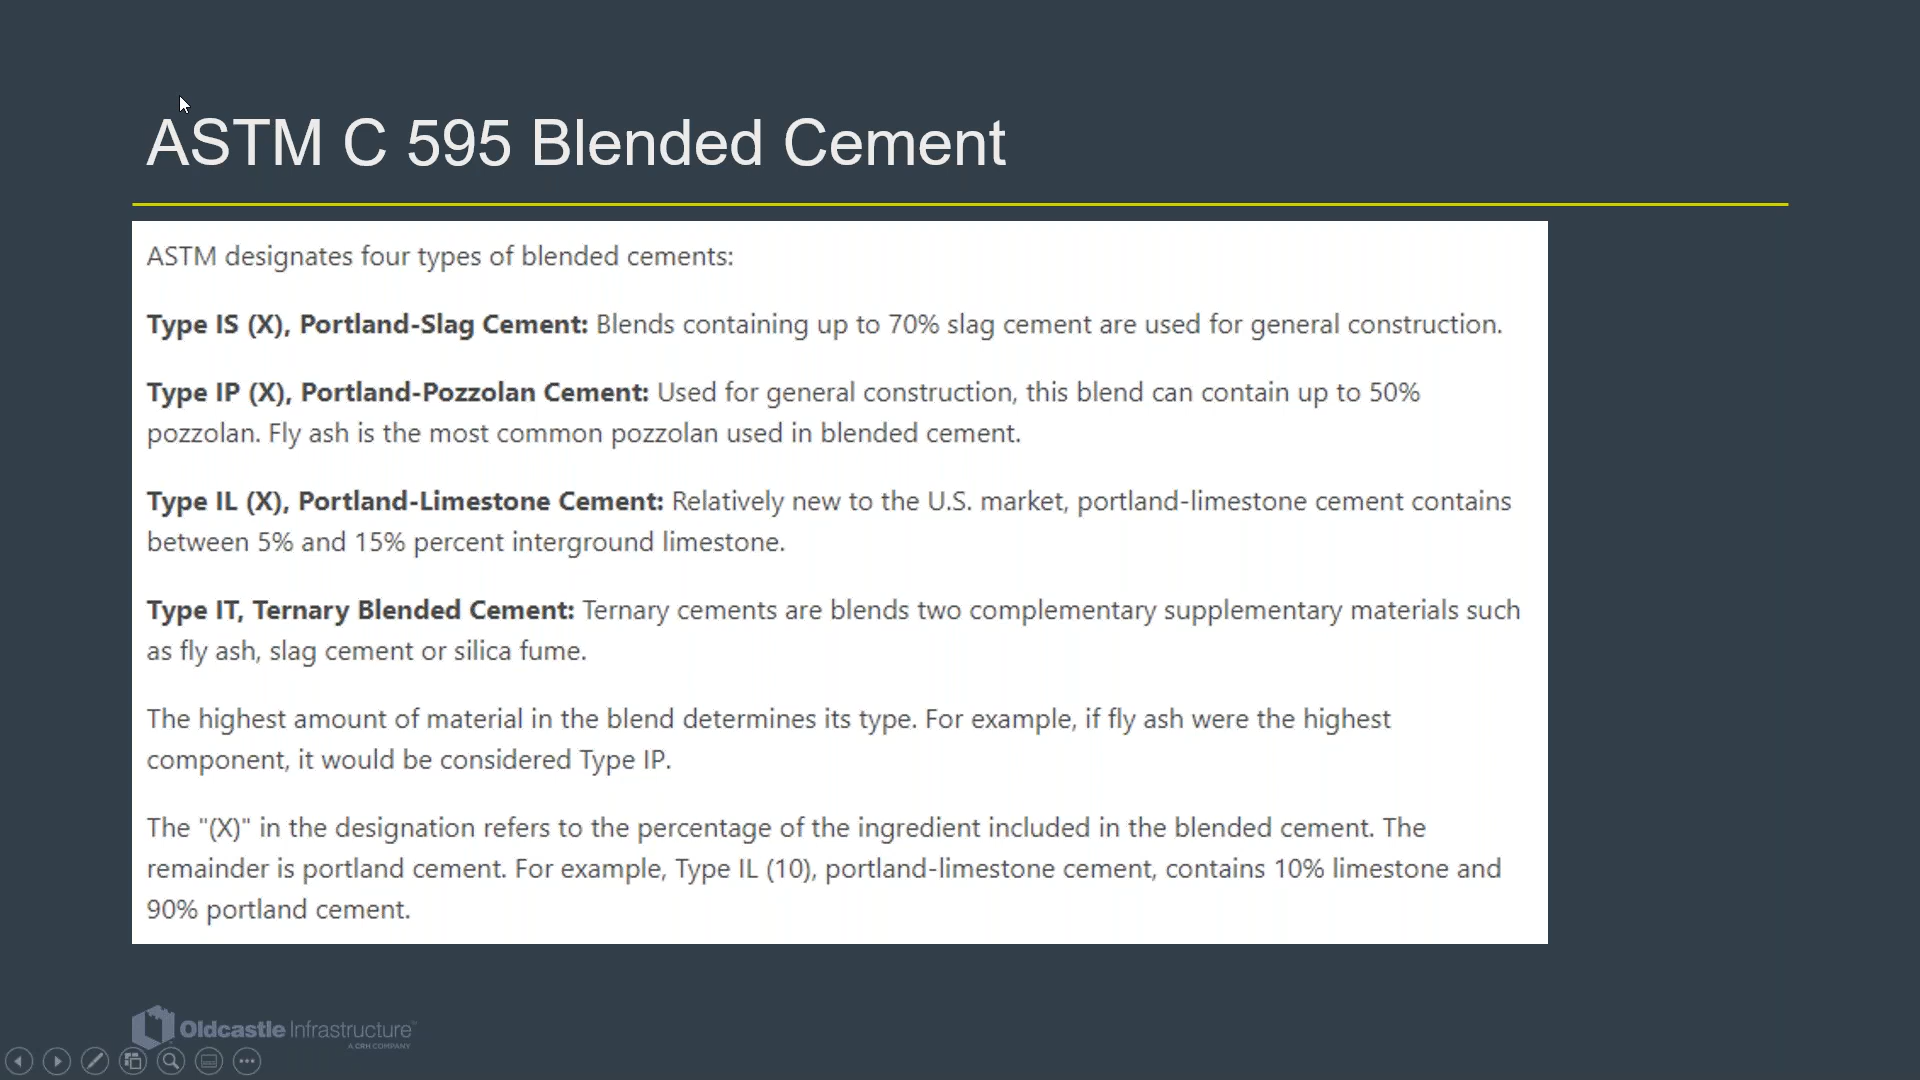 ASTM C 595 Blended Cement
ASTM designates four types of blended cements:
Type IS (X), Portland-Slag Cement: Blends containing up to 70% slag cement are used for general construction.
Type IP (X), Portland-Pozzolan Cement: Used for general construction, this blend can contain up to 50%
pozzolan. Fly ash is the most common pozzolan used in blended cement.
Type IL (X), Portland-Limestone Cement: Relatively new to the U.S. market, portland-limestone cement contains
between 5% and 15% percent interground limestone.
Type IT, Ternary Blended Cement: Ternary cements are blends two complementary supplementary materials such
as fly ash, slag cement or silica fume.
The highest amount of material in the blend determines its type. For example, if fly ash were the highest
component, it would be considered Type IP.
The "(X)" in the designation refers to the percentage of the ingredient included in the blended cement. The
remainder is portland cement. For example, Type IL (10), portland-limestone cement, contains 10% limestone and
90% portland cement.
Oldcastle Infrastructure™
A CRH COMPANY